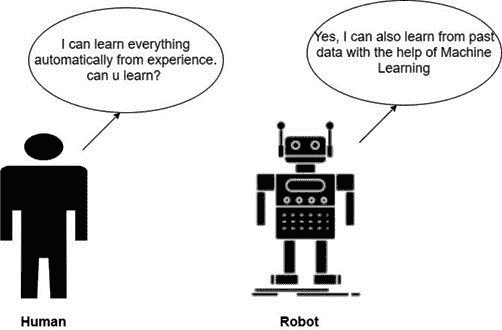 I can learn everything
automatically from experience.
can u learn?
Yes, I can also learn from past
data with the help of Machine
Learning
Human
Robot